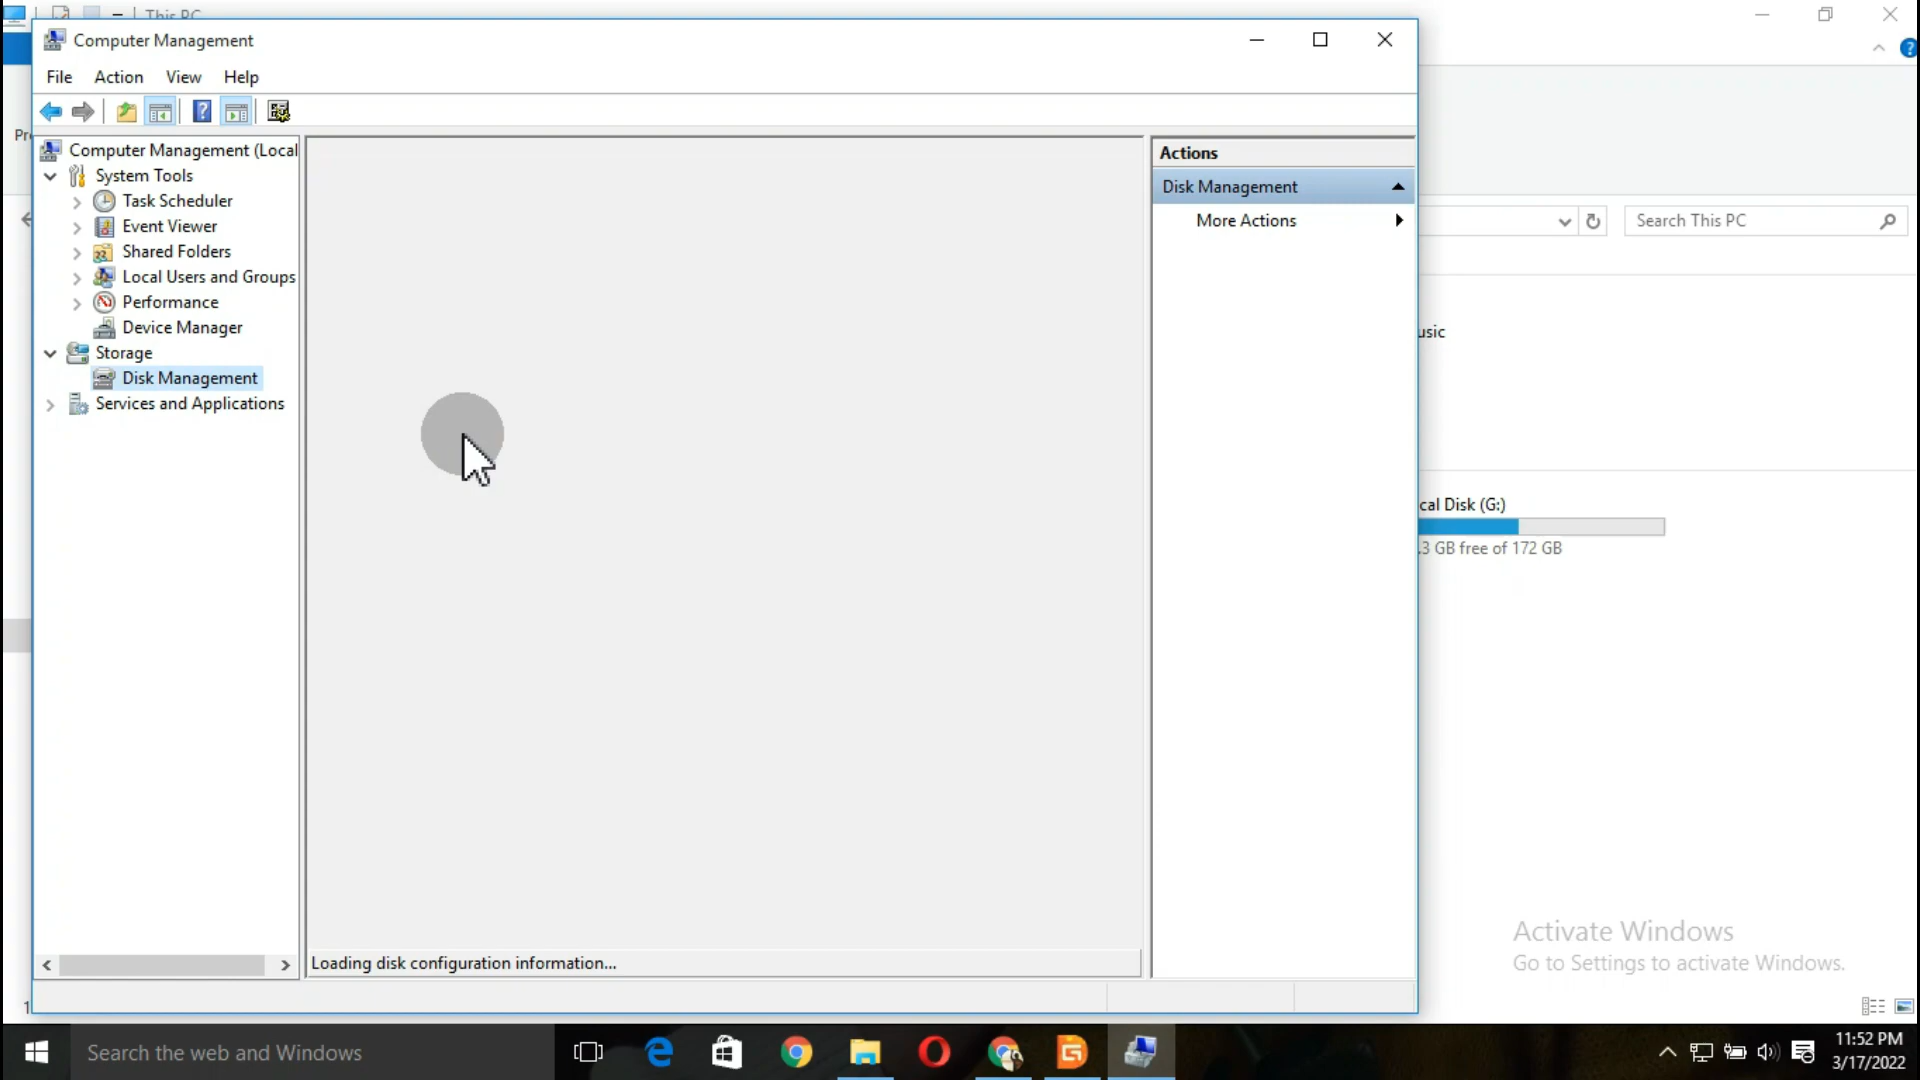 This PC
Computer Management
File Action View Help
Computer Management (Local
System Tools
Task Scheduler
Event Viewer
Shared Folders
Local Users and Groups
Performance
Device Manager
Storage
Disk Management
Services and Applications
Loading disk configuration information...
Actions
Disk Management
More Actions
Search This PC
usic
cal Disk (G:)
.3 GB free of 172 GB
Activate Windows
Go to Settings to activate Windows.
Search the web and Windows
11:52 PM
3/17/2022